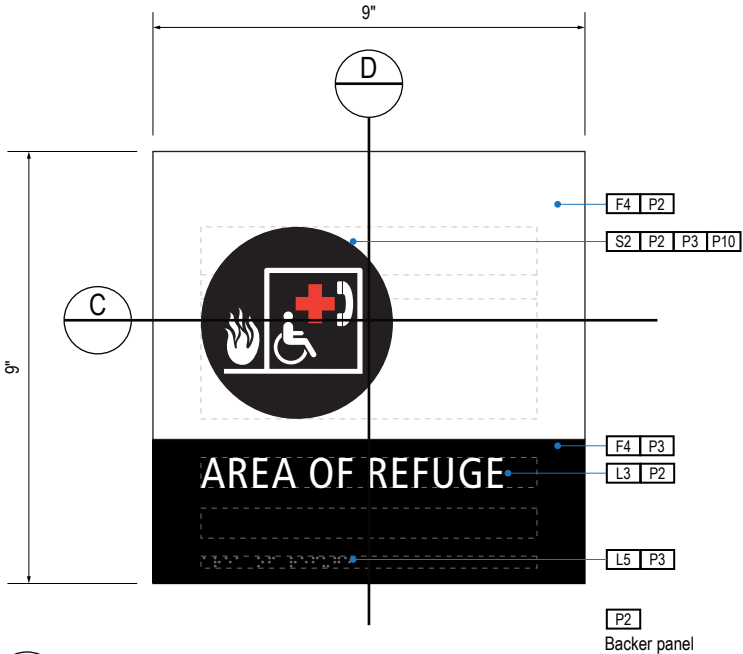 9"
D
F4 P2
S2 P2 P3 P10
C
9"
F4 P3
AREA OF REFUGE
L3 P2
L5 P3
P2
Backer panel